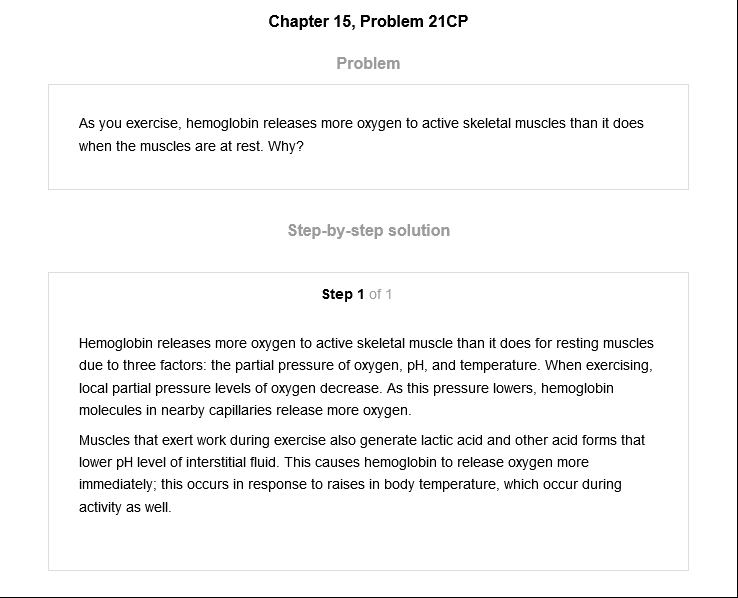 Chapter 15, Problem 21CP
Problem
As you exercise, hemoglobin releases more oxygen to active skeletal muscles than it does
when the muscles are at rest. Why?
Step-by-step solution
Step 1 of 1
Hemoglobin releases more oxygen to active skeletal muscle than it does for resting muscles
due to three factors: the partial pressure of oxygen, pH, and temperature. When exercising,
local partial pressure levels of oxygen decrease. As this pressure lowers, hemoglobin
molecules in nearby capillaries release more oxygen.
Muscles that exert work during exercise also generate lactic acid and other acid forms that
lower pH level of interstitial fluid. This causes hemoglobin to release oxygen more
immediately; this occurs in response to raises in body temperature, which occur during
activity as well.